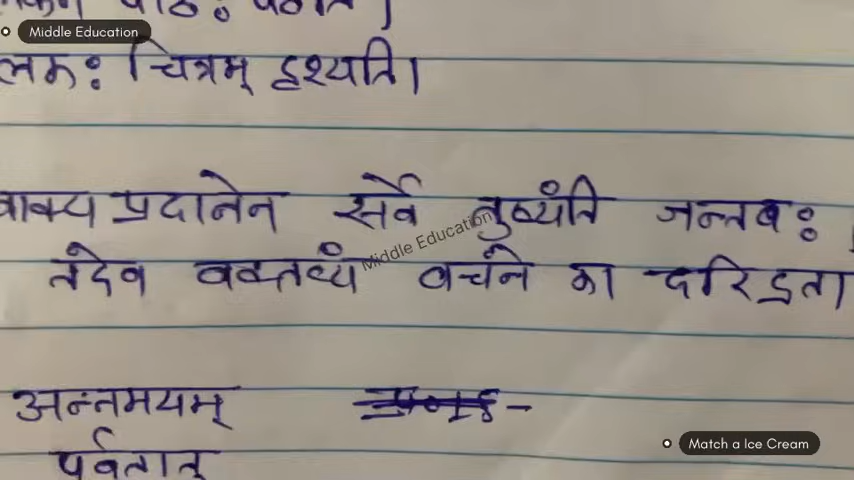 Middle Education
पाठः पठति।
चित्रम् दृश्यति।
वाक्य प्रदानेन सर्वे तुष्यंति जन्तवः।
तदेव वक्तव्यं वचने का दरिद्रता
Middle Education
अन्तमयम्
पर्वतात्
Match a Ice Cream